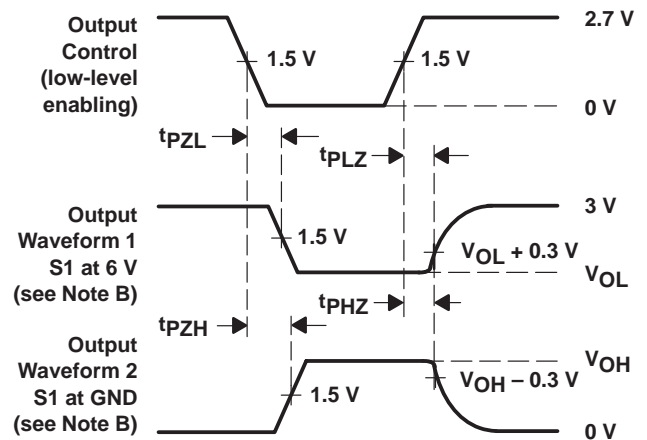 Output
Control
(low-level
enabling)
1.5 V
1.5 V
2.7 V
0 V
tPZL
tPLZ
Output
Waveform 1
S1 at 6 V
(see Note B)
1.5 V
3 V
VOL + 0.3 V
VOL
tPZH
tPHZ
Output
Waveform 2
S1 at GND
(see Note B)
1.5 V
VOH
VOH – 0.3 V
0 V